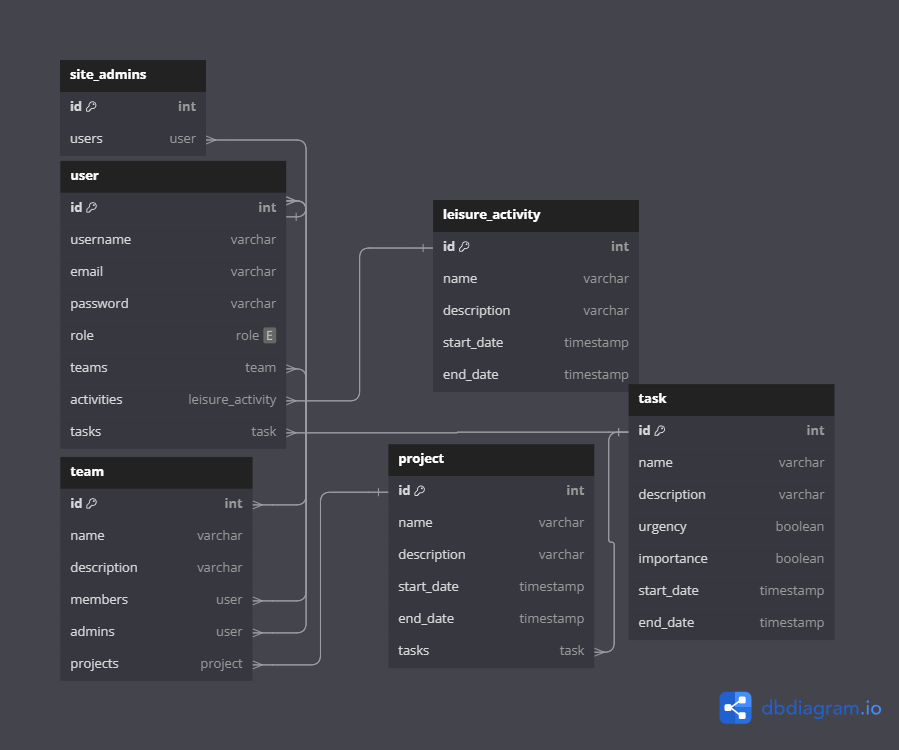 site_admins
id int
users user
user
id int
username varchar
email varchar
password varchar
role role E
teams team
activities leisure_activity
tasks task
team
id int
name varchar
description varchar
members user
admins user
projects project
leisure_activity
id int
name varchar
description varchar
start_date timestamp
end_date timestamp
project
id int
name varchar
description varchar
start_date timestamp
end_date timestamp
tasks task
task
id int
name varchar
description varchar
urgency boolean
importance boolean
start_date timestamp
end_date timestamp
dbdiagram.io